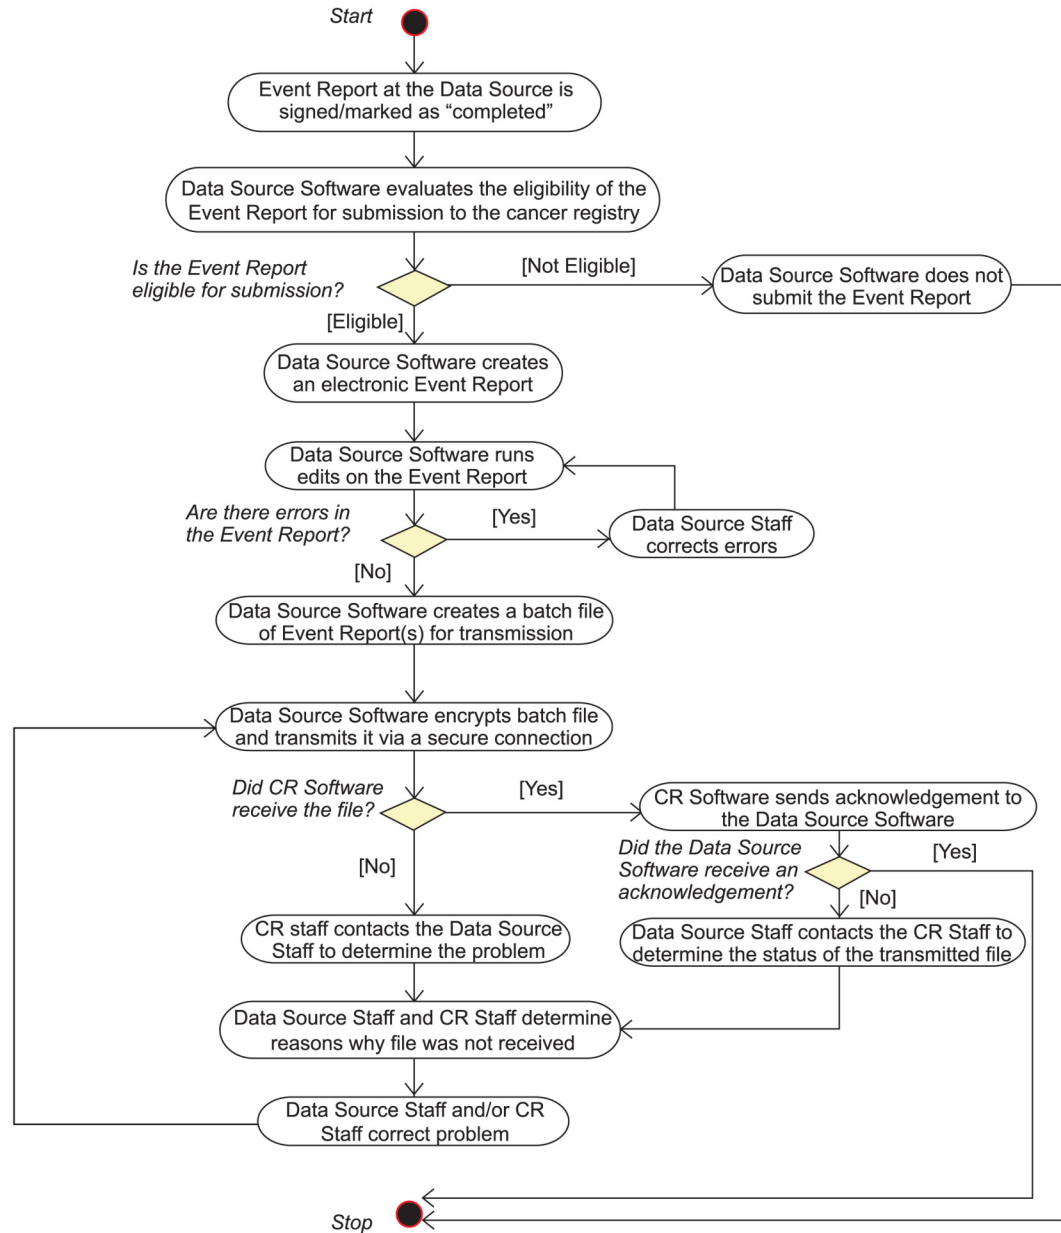 Start
Event Report at the Data Source is
signed/marked as “completed”
Data Source Software evaluates the eligibility of the
Event Report for submission to the cancer registry
Is the Event Report
eligible for submission?
[Not Eligible]
Data Source Software does not
submit the Event Report
[Eligible]
Data Source Software creates
an electronic Event Report
Data Source Software runs
edits on the Event Report
Are there errors in
the Event Report?
[Yes]
Data Source Staff
corrects errors
[No]
Data Source Software creates a batch file
of Event Report(s) for transmission
Data Source Software encrypts batch file
and transmits it via a secure connection
Did CR Software
receive the file?
[Yes]
CR Software sends acknowledgement to
the Data Source Software
Did the Data Source
Software receive an
acknowledgement?
[Yes]
[No]
[No]
CR staff contacts the Data Source
Staff to determine the problem
Data Source Staff contacts the CR Staff to
determine the status of the transmitted file
Data Source Staff and CR Staff determine
reasons why file was not received
Data Source Staff and/or CR
Staff correct problem
Stop